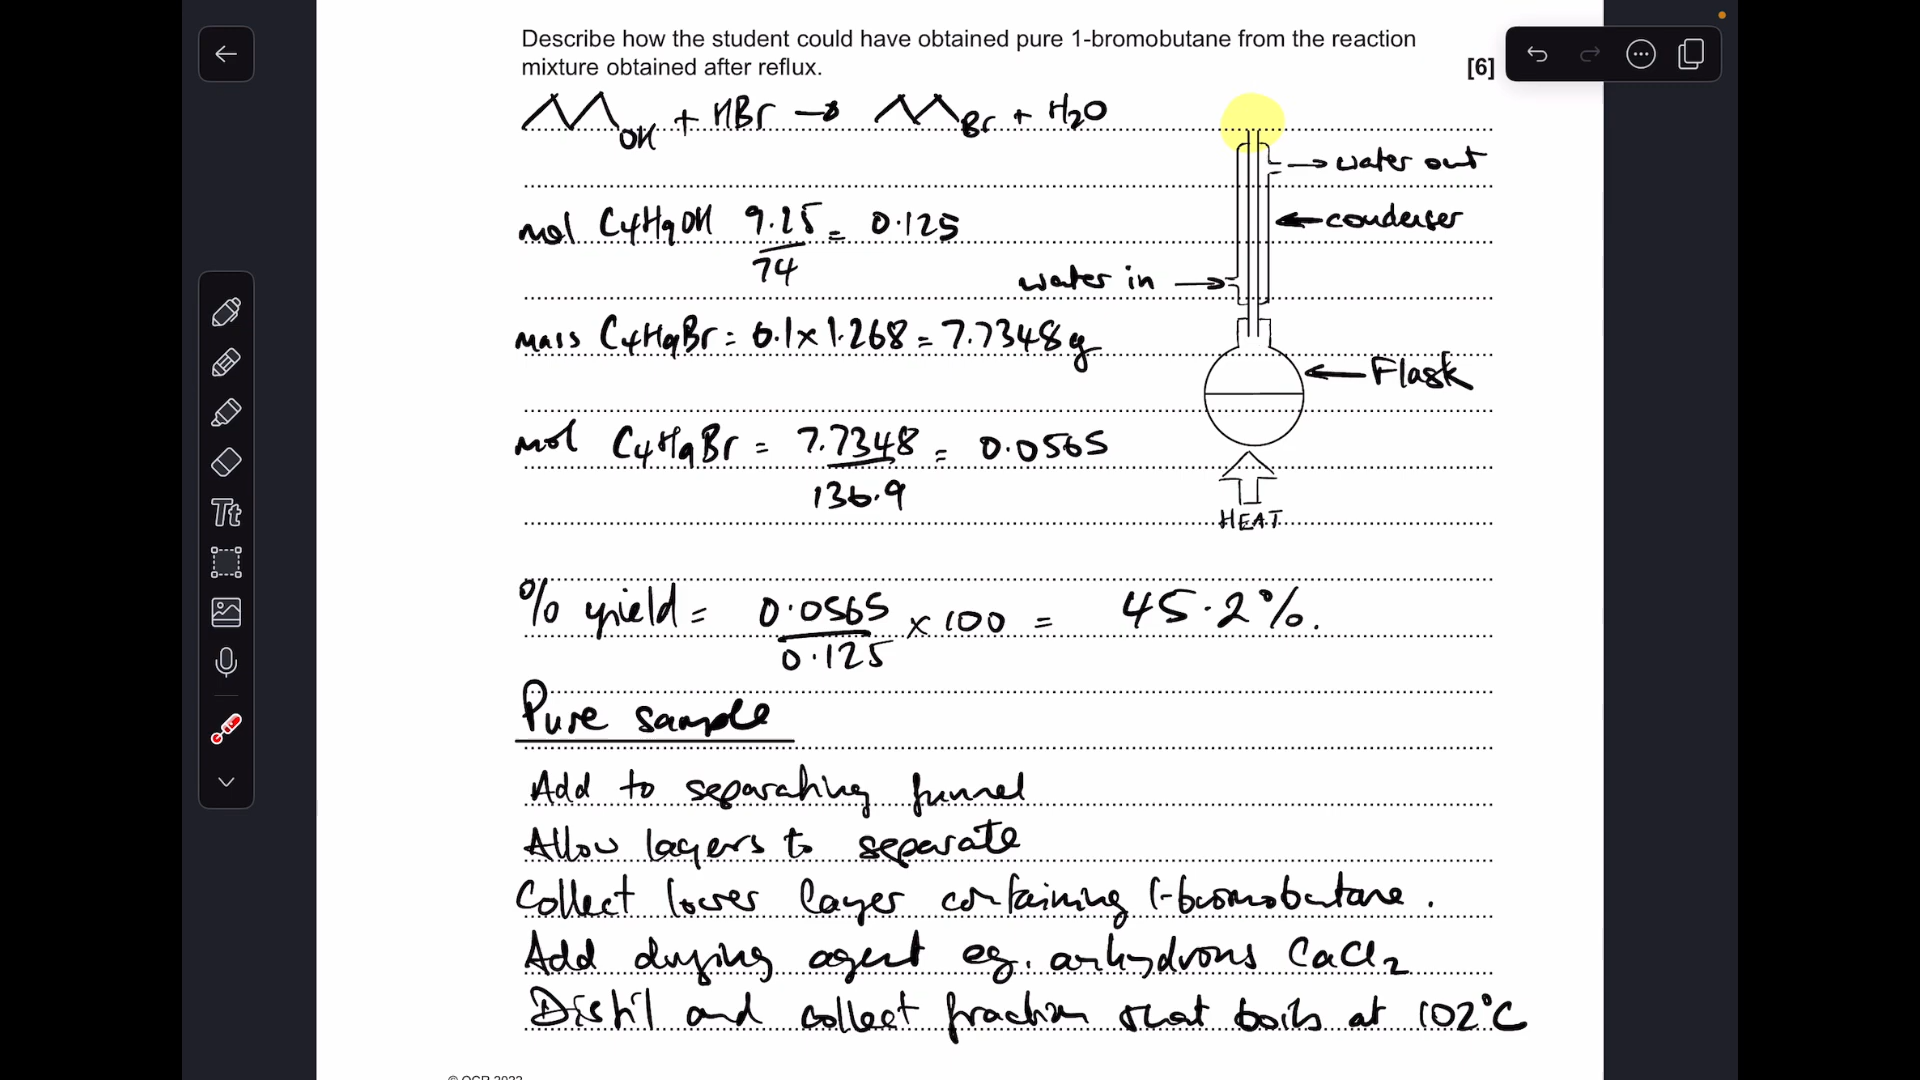 Describe how the student could have obtained pure 1-bromobutane from the reaction
mixture obtained after reflux.
[6]
OH + HBr → Br + H2O
water out
mol C4H9OH 9.25 = 0.125
74
condenser
water in
mass C4H9Br = 6.1 x 1.268 = 7.7348g
Flask
mol C4H9Br = 7.7348 = 0.0565
136.9
HEAT
% yield = 0.0565 x 100 = 45.2%.
0.125
Pure sample
Add to separating funnel
Allow layers to separate
Collect lower layer containing 1-bromobutane.
Add drying agent eg. anhydrous CaCl2
Distil and collect fraction that boils at 102°C
Tt